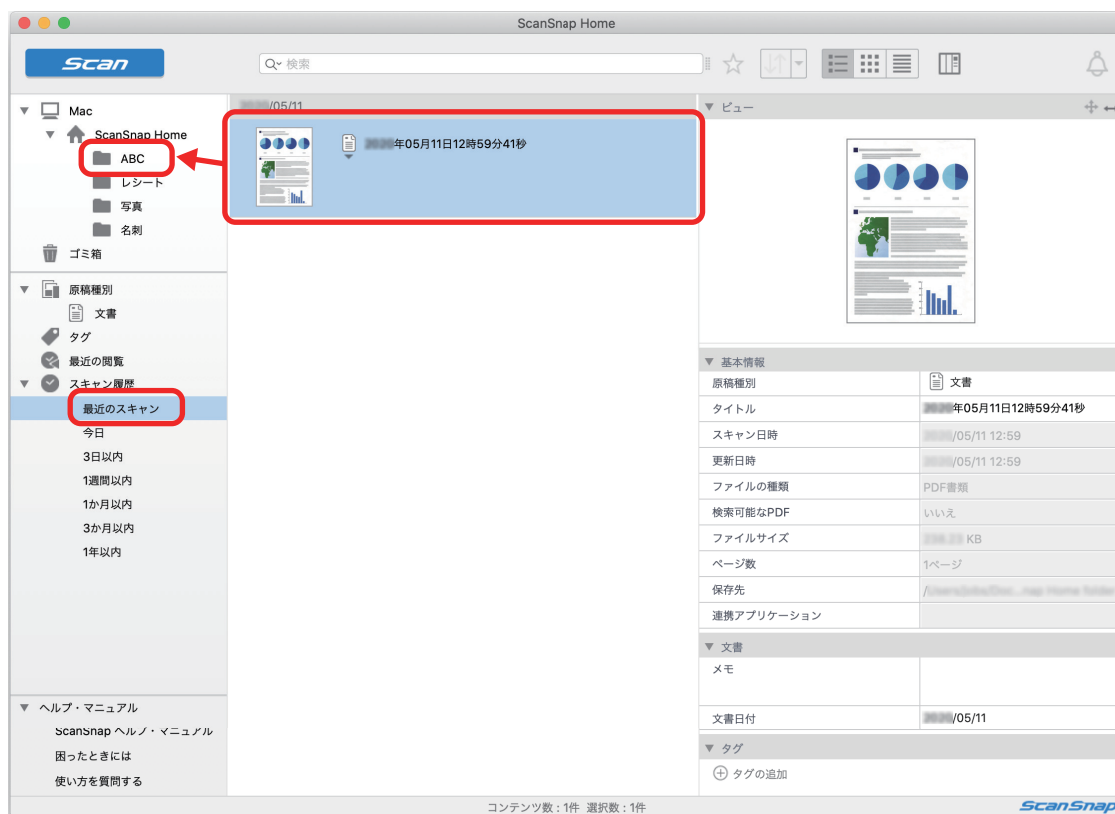 ScanSnap Home
Scan
検索
Mac
ScanSnap Home
ABC
レシート
写真
名刺
ゴミ箱
原稿種別
文書
タグ
最近の閲覧
スキャン履歴
最近のスキャン
今日
3日以内
1週間以内
1か月以内
3か月以内
1年以内
ヘルプ・マニュアル
ScanSnap ヘルプ・マニュアル
困ったときには
使い方を質問する
/05/11
年05月11日12時59分41秒
ビュー
基本情報
原稿種別 文書
タイトル 年05月11日12時59分41秒
スキャン日時 /05/11 12:59
更新日時 /05/11 12:59
ファイルの種類 PDF書類
検索可能なPDF いいえ
ファイルサイズ KB
ページ数 1ページ
保存先 /
連携アプリケーション
文書
メモ
文書日付 /05/11
タグ
タグの追加
コンテンツ数 : 1件 選択数 : 1件
ScanSnap